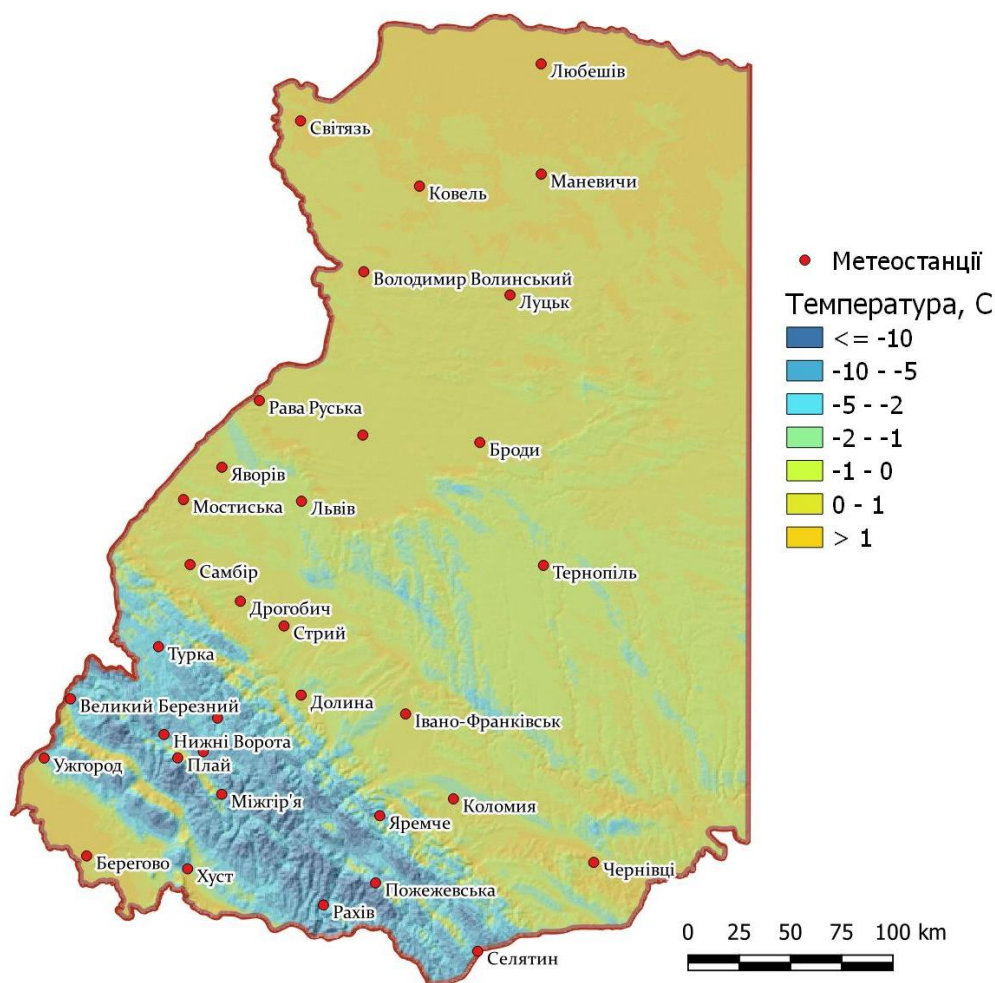 Любешів
Світязь
Ковель
Маневичи
Володимир Волинський
Луцьк
Рава Руська
Броди
Яворів
Мостиська
Львів
Самбір
Тернопіль
Дрогобич
Стрий
Турка
Великий Березний
Долина
Івано-Франківськ
Нижні Ворота
Ужгород
Плай
Міжгір'я
Коломия
Яремче
Берегово
Хуст
Чернівці
Пожежевська
Рахів
Селятин
Метеостанції
Температура, С
<= -10
-10 - -5
-5 - -2
-2 - -1
-1 - 0
0 - 1
> 1
0 25 50 75 100 km